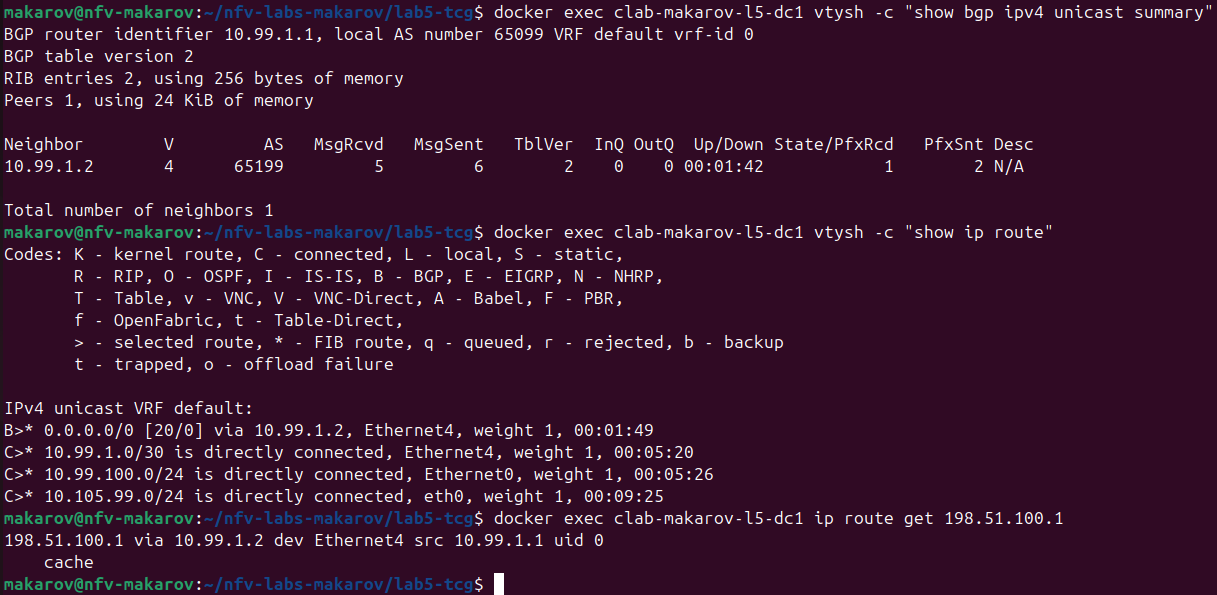 makarov@nfv-makarov:~/nfv-labs-makarov/lab5-tcg$ docker exec clab-makarov-l5-dc1 vtysh -c "show bgp ipv4 unicast summary"
BGP router identifier 10.99.1.1, local AS number 65099 VRF default vrf-id 0
BGP table version 2
RIB entries 2, using 256 bytes of memory
Peers 1, using 24 KiB of memory

Neighbor        V         AS   MsgRcvd   MsgSent   TblVer  InQ OutQ  Up/Down State/PfxRcd   PfxSnt Desc
10.99.1.2       4      65199         5         6        2    0    0 00:01:42            1        2 N/A

Total number of neighbors 1
makarov@nfv-makarov:~/nfv-labs-makarov/lab5-tcg$ docker exec clab-makarov-l5-dc1 vtysh -c "show ip route"
Codes: K - kernel route, C - connected, L - local, S - static,
       R - RIP, O - OSPF, I - IS-IS, B - BGP, E - EIGRP, N - NHRP,
       T - Table, v - VNC, V - VNC-Direct, A - Babel, F - PBR,
       f - OpenFabric, t - Table-Direct,
       > - selected route, * - FIB route, q - queued, r - rejected, b - backup
       t - trapped, o - offload failure

IPv4 unicast VRF default:
B>* 0.0.0.0/0 [20/0] via 10.99.1.2, Ethernet4, weight 1, 00:01:49
C>* 10.99.1.0/30 is directly connected, Ethernet4, weight 1, 00:05:20
C>* 10.99.100.0/24 is directly connected, Ethernet0, weight 1, 00:05:26
C>* 10.105.99.0/24 is directly connected, eth0, weight 1, 00:09:25
makarov@nfv-makarov:~/nfv-labs-makarov/lab5-tcg$ docker exec clab-makarov-l5-dc1 ip route get 198.51.100.1
198.51.100.1 via 10.99.1.2 dev Ethernet4 src 10.99.1.1 uid 0
    cache
makarov@nfv-makarov:~/nfv-labs-makarov/lab5-tcg$